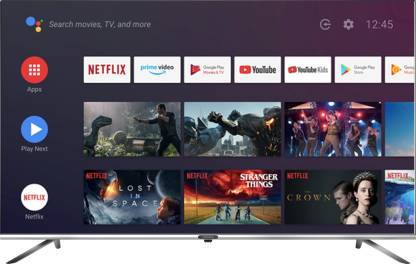 Search movies, TV, and more
12:45
NETFLIX
prime video
Google Play
Movies & TV
YouTube
YouTube Kids
Google Play
Store
Apps
Play Next
NETFLIX
LOST
IN
SPACE
NETFLIX
STRANGER
THINGS
NETFLIX
THE
CROWN
NETFLIX
NETFLIX
Netflix